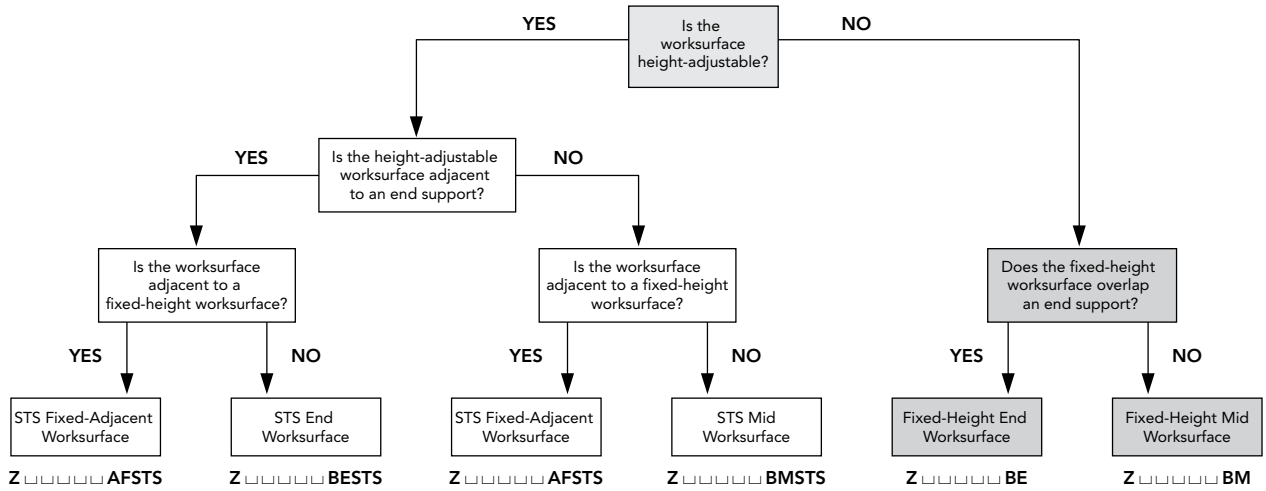 YES
Is the
worksurface
height-adjustable?
NO
YES
Is the height-adjustable
worksurface adjacent
to an end support?
NO
Is the worksurface
adjacent to a
fixed-height worksurface?
Is the worksurface
adjacent to a fixed-height
worksurface?
Does the fixed-height
worksurface overlap
an end support?
YES
NO
YES
NO
YES
NO
STS Fixed-Adjacent
Worksurface
STS End
Worksurface
STS Fixed-Adjacent
Worksurface
STS Mid
Worksurface
Fixed-Height End
Worksurface
Fixed-Height Mid
Worksurface
Z ␣␣␣␣␣ AFSTS
Z ␣␣␣␣␣ BESTS
Z ␣␣␣␣␣ AFSTS
Z ␣␣␣␣␣ BMSTS
Z ␣␣␣␣␣ BE
Z ␣␣␣␣␣ BM